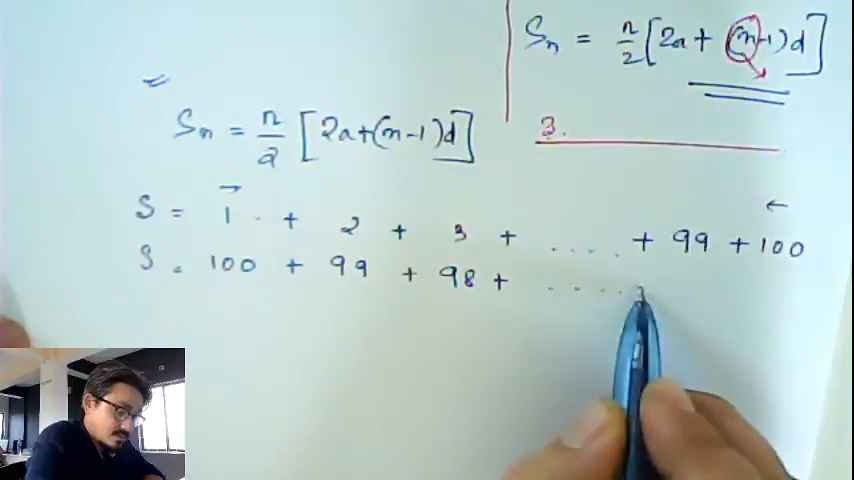 Sn = n/2 [2a + (n-1)d]
Sn = n/2 [2a+(n-1)d]
3.
S = 1 + 2 + 3 + ..... + 99 + 100
S = 100 + 99 + 98 + .....